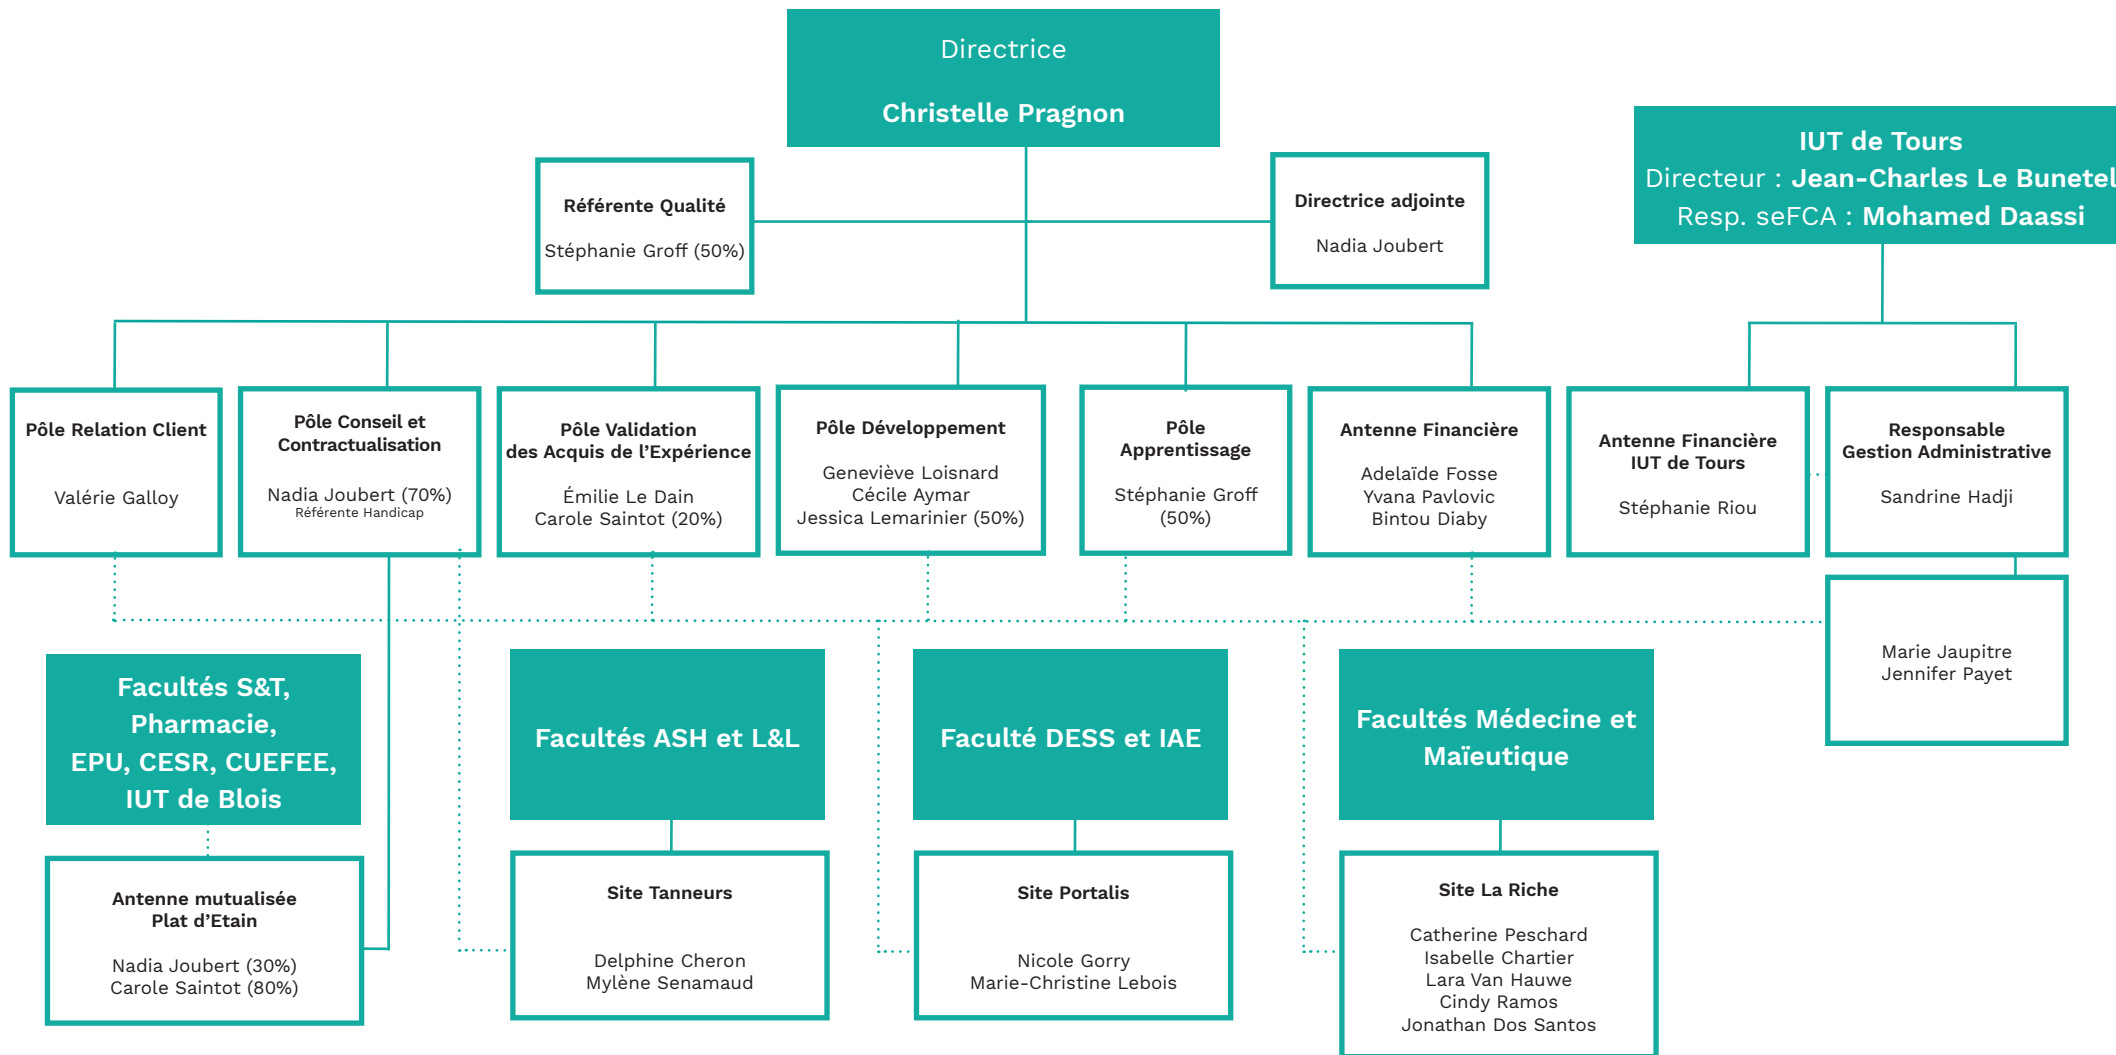 Directrice
Christelle Pragnon
IUT de Tours
Directeur : Jean-Charles Le Bunetel
Resp. seFCA : Mohamed Daassi
Référente Qualité
Stéphanie Groff (50%)
Directrice adjointe
Nadia Joubert
Pôle Relation Client
Valérie Galloy
Pôle Conseil et
Contractualisation
Nadia Joubert (70%)
Référente Handicap
Pôle Validation
des Acquis de l’Expérience
Émilie Le Dain
Carole Saintot (20%)
Pôle Développement
Geneviève Loisnard
Cécile Aymar
Jessica Lemarinier (50%)
Pôle
Apprentissage
Stéphanie Groff
(50%)
Antenne Financière
Adelaïde Fosse
Yvana Pavlovic
Bintou Diaby
Antenne Financière
IUT de Tours
Stéphanie Riou
Responsable
Gestion Administrative
Sandrine Hadji
Marie Jaupitre
Jennifer Payet
Facultés S&T,
Pharmacie,
EPU, CESR, CUEFEE,
IUT de Blois
Facultés ASH et L&L
Faculté DESS et IAE
Facultés Médecine et
Maïeutique
Antenne mutualisée
Plat d’Etain
Nadia Joubert (30%)
Carole Saintot (80%)
Site Tanneurs
Delphine Cheron
Mylène Senamaud
Site Portalis
Nicole Gorry
Marie-Christine Lebois
Site La Riche
Catherine Peschard
Isabelle Chartier
Lara Van Hauwe
Cindy Ramos
Jonathan Dos Santos